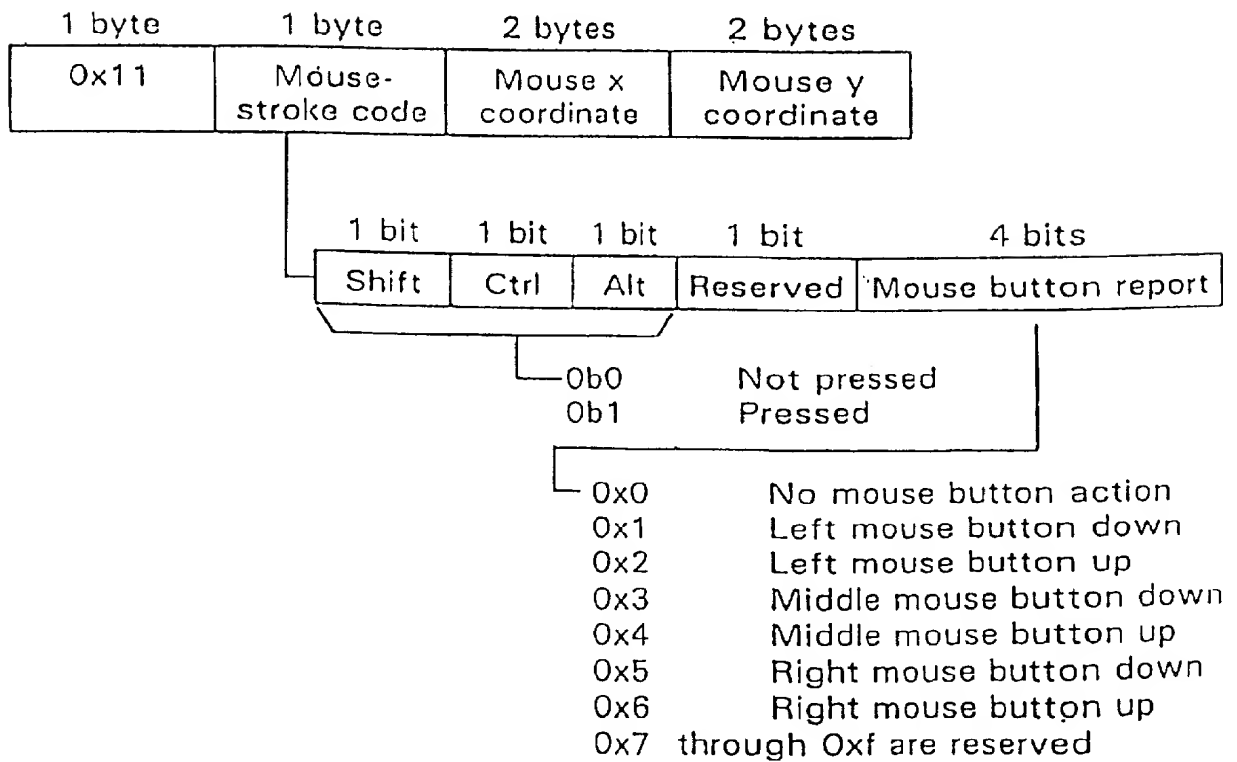 1 byte 1 byte 2 bytes 2 bytes
0x11 Mouse- Mouse x Mouse y
stroke code coordinate coordinate
1 bit 1 bit 1 bit 1 bit 4 bits
Shift Ctrl Alt Reserved Mouse button report
0b0 Not pressed
0b1 Pressed
0x0 No mouse button action
0x1 Left mouse button down
0x2 Left mouse button up
0x3 Middle mouse button down
0x4 Middle mouse button up
0x5 Right mouse button down
0x6 Right mouse button up
0x7 through 0xf are reserved